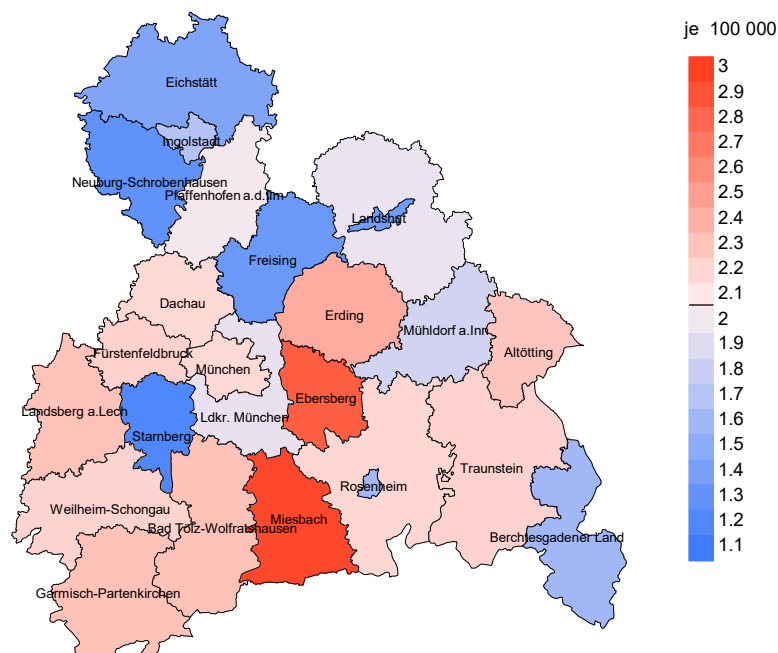 je 100 000
3
2.9
2.8
2.7
2.6
2.5
2.4
2.3
2.2
2.1
2
1.9
1.8
1.7
1.6
1.5
1.4
1.3
1.2
1.1
Eichstätt
Ingolstadt
Neuburg-Schrobenhausen
Pfaffenhofen a.d.Ilm
Landshut
Freising
Dachau
Erding
Mühldorf a.Inn
Fürstenfeldbruck
München
Altötting
Ebersberg
Landsberg a.Lech
Ldkr. München
Starnberg
Traunstein
Rosenheim
Weilheim-Schongau
Miesbach
Bad Tölz-Wolfratshausen
Berchtesgadener Land
Garmisch-Partenkirchen